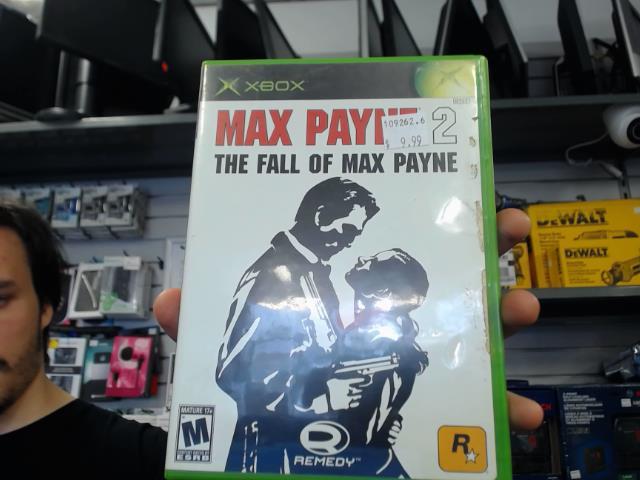 XBOX
MAX PAYNE 2
109262.6
$ 9.99
THE FALL OF MAX PAYNE
DEWALT
DEWALT
MATURE 17+
M
ESRB
R
REMEDY
R